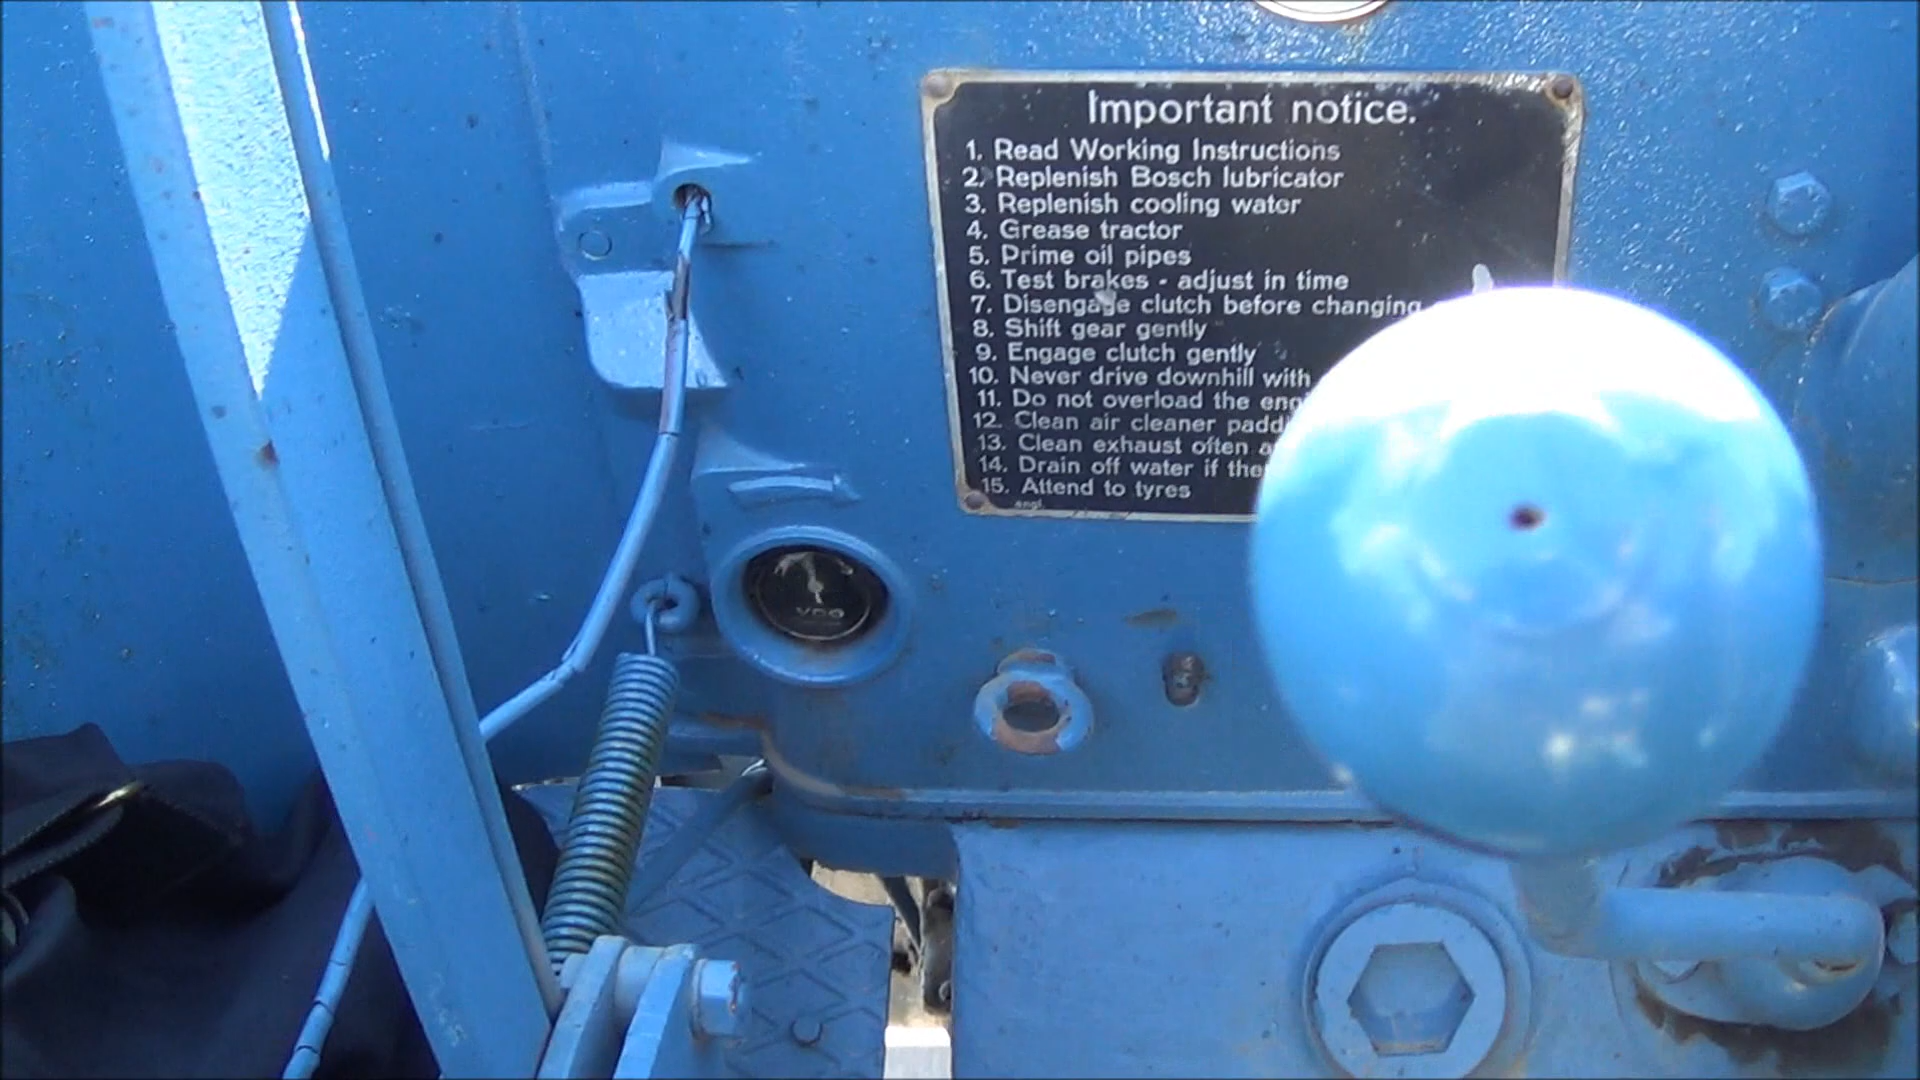 Important notice.
1. Read Working Instructions
2. Replenish Bosch lubricator
3. Replenish cooling water
4. Grease tractor
5. Prime oil pipes
6. Test brakes - adjust in time
7. Disengage clutch before changing
8. Shift gear gently
9. Engage clutch gently
10. Never drive downhill with
11. Do not overload the
12. Clean air cleaner
13. Clean exhaust often
14. Drain off water if
15. Attend to tyres
engl.
VDO